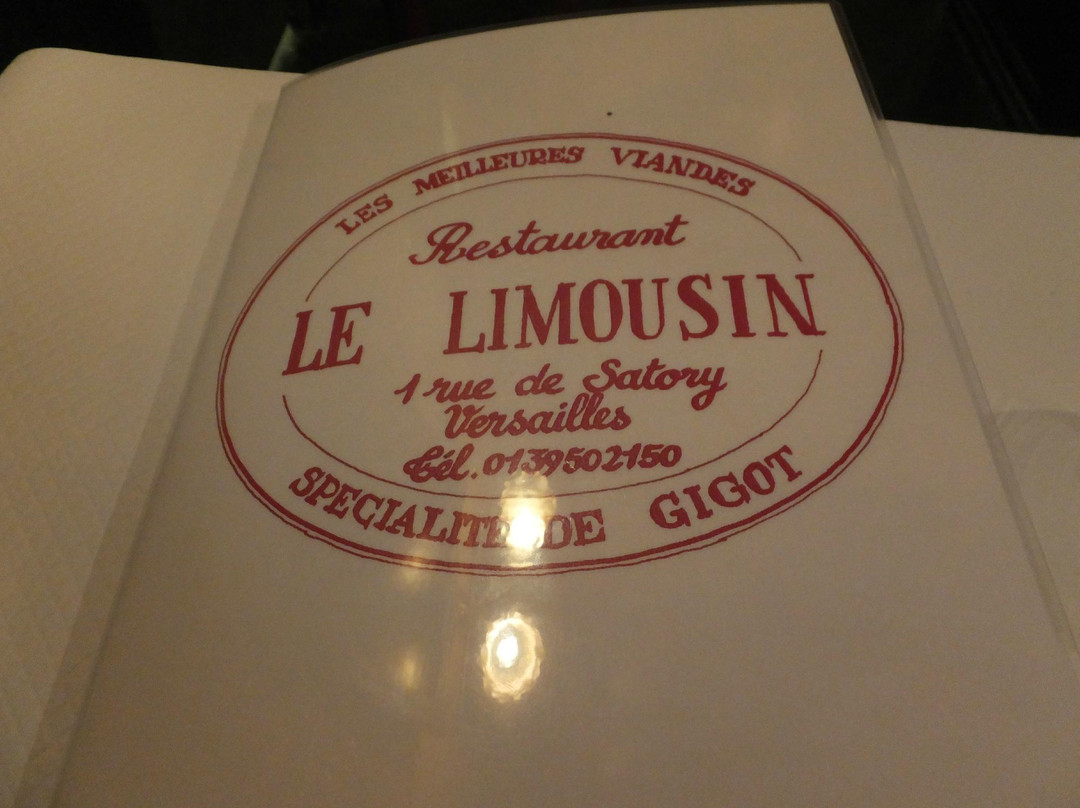 LES MEILLEURES VIANDES
Restaurant
LE LIMOUSIN
1 rue de Satory
Versailles
Tél. 0139502150
SPECIALITE DE GIGOT